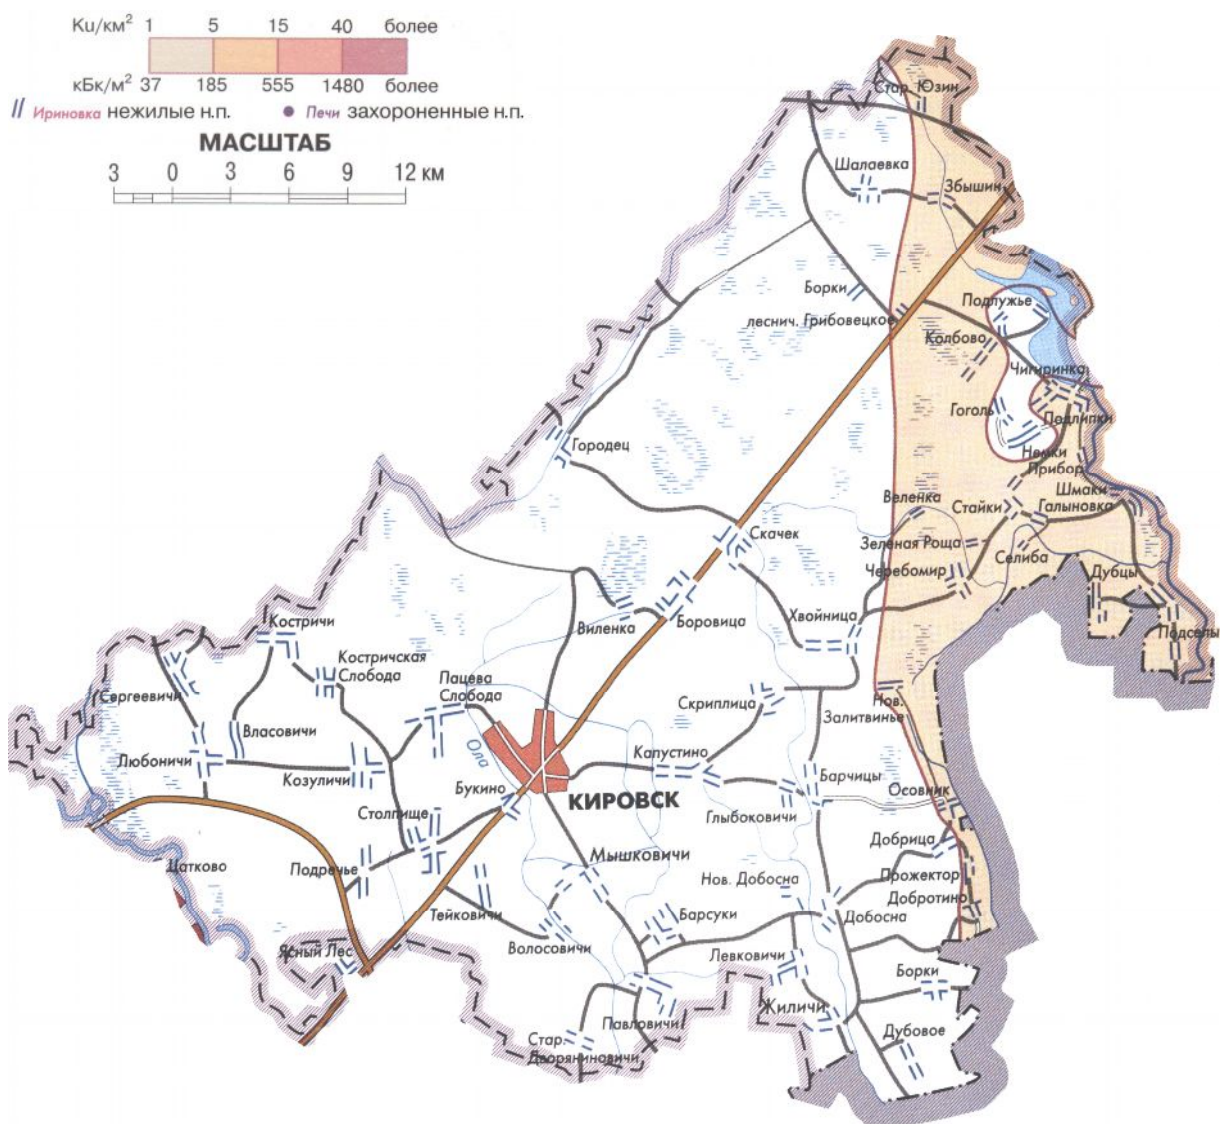 Ku/км² 1 5 15 40 более
кБк/м² 37 185 555 1480 более
Ириновка нежилые н.п. Печи захороненные н.п.
МАСШТАБ
3 0 3 6 9 12 км
Стар. Юзин
Шалаевка
Збышин
Борки
Подлужье
леснич. Грибовецкое
Колбово
Чигиринка
Гоголь
Подлипки
Городец
Немки
Прибор
Веленка
Шмаки
Стайки
Галыновка
Скачек
Зеленая Роща
Селиба
Черебомир
Дубцы
Костричи
Виленка
Боровица
Хвойница
Подселы
Костричская
Слобода
Пацева
Слобода
Сергеевичи
Скриплица
Нов.
Залитвинье
Власовичи
Ола
Любоничи
Козуличи
Капустино
Барчицы
Букино
КИРОВСК
Осовник
Столпище
Глыбоковичи
Добрица
Мышковичи
Цатково
Подречье
Нов. Добосна
Прожектор
Добротино
Тейковичи
Барсуки
Добосна
Ясный Лес
Волосовичи
Левковичи
Борки
Жиличи
Павловичи
Дубовое
Стар.
Дворяниновичи